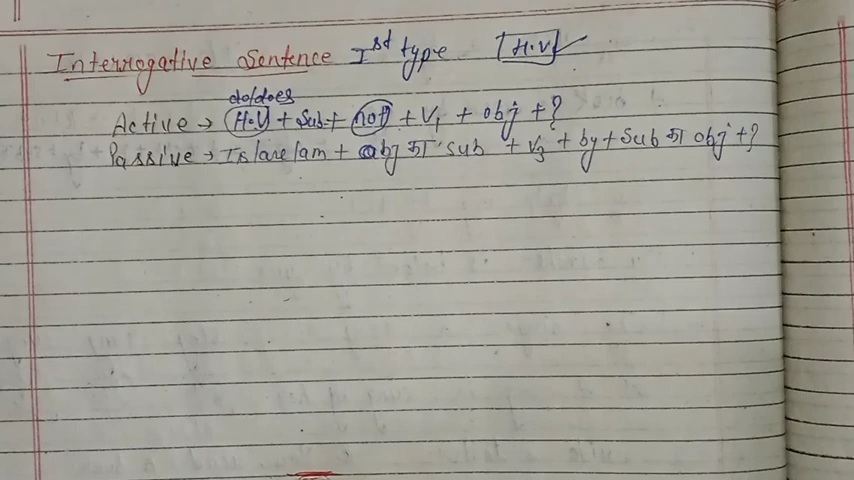 Interrogative Sentence Ist type [H.V]
do/does
Active → H.V + Sub + not + V1 + obj + ?
Passive → Is/are/am + obj का sub + V3 + by + Sub का obj + ?